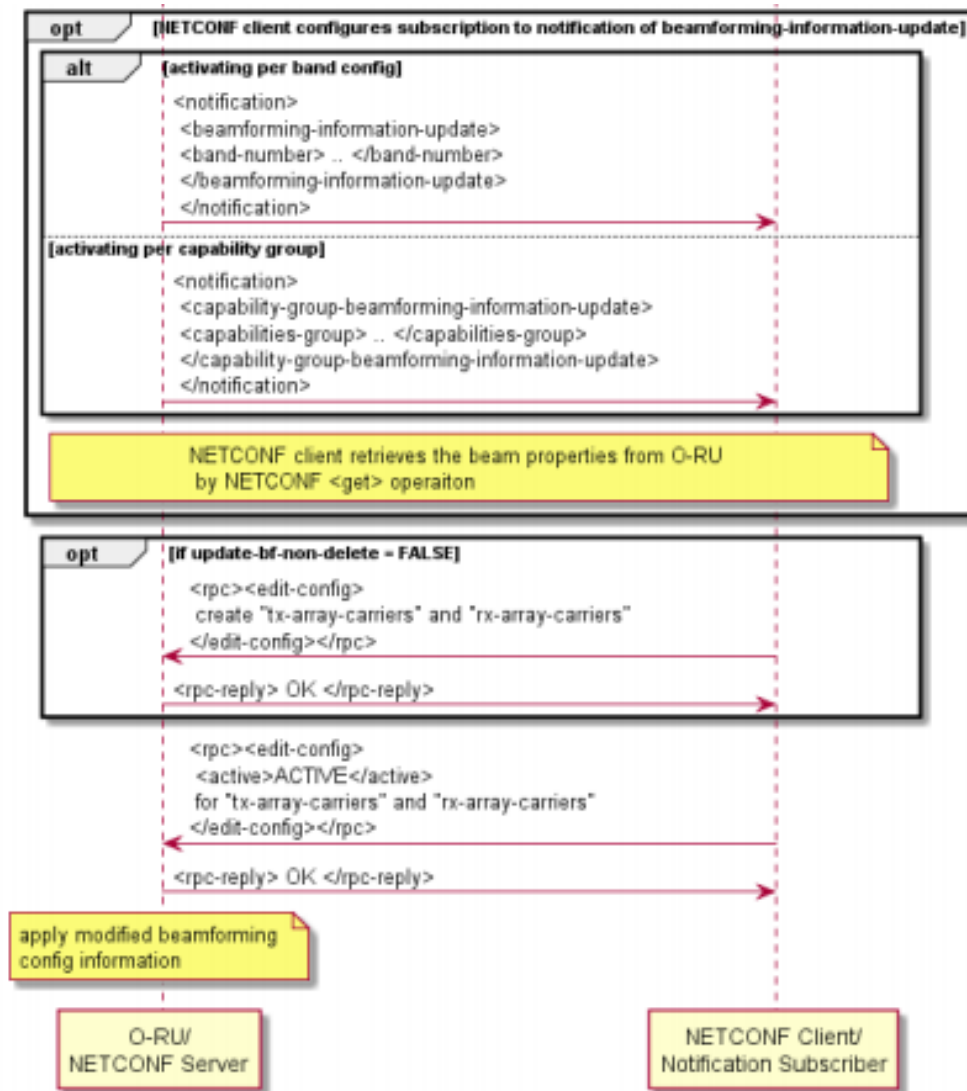 opt [NETCONF client configures subscription to notification of beamforming-information-update]
alt [activating per band config]
<notification>
<beamforming-information-update>
<band-number> .. </band-number>
</beamforming-information-update>
</notification>
[activating per capability group]
<notification>
<capability-group-beamforming-information-update>
<capabilities-group> .. </capabilities-group>
</capability-group-beamforming-information-update>
</notification>
NETCONF client retrieves the beam properties from O-RU
by NETCONF <get> operaiton
opt [if update-bf-non-delete = FALSE]
<rpc><edit-config>
create "tx-array-carriers" and "rx-array-carriers"
</edit-config></rpc>
<rpc-reply> OK </rpc-reply>
<rpc><edit-config>
<active>ACTIVE</active>
for "tx-array-carriers" and "rx-array-carriers"
</edit-config></rpc>
<rpc-reply> OK </rpc-reply>
apply modified beamforming
config information
O-RU/
NETCONF Server
NETCONF Client/
Notification Subscriber